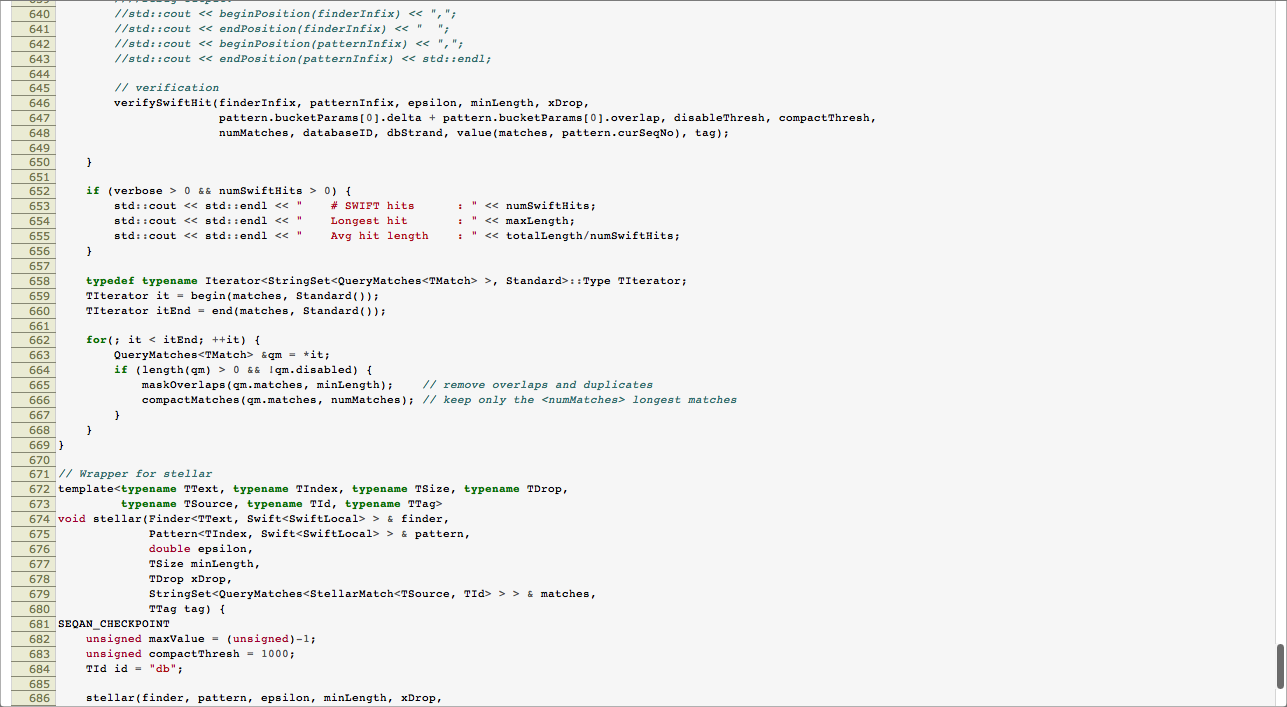 640 //std::cout << beginPosition(finderInfix) << ",";
641 //std::cout << endPosition(finderInfix) << "  ";
642 //std::cout << beginPosition(patternInfix) << ",";
643 //std::cout << endPosition(patternInfix) << std::endl;
644
645 // verification
646 verifySwiftHit(finderInfix, patternInfix, epsilon, minLength, xDrop,
647 pattern.bucketParams[0].delta + pattern.bucketParams[0].overlap, disableThresh, compactThresh,
648 numMatches, databaseID, dbStrand, value(matches, pattern.curSeqNo), tag);
649
650 }
651
652 if (verbose > 0 && numSwiftHits > 0) {
653 std::cout << std::endl << "    # SWIFT hits      : " << numSwiftHits;
654 std::cout << std::endl << "    Longest hit       : " << maxLength;
655 std::cout << std::endl << "    Avg hit length    : " << totalLength/numSwiftHits;
656 }
657
658 typedef typename Iterator<StringSet<QueryMatches<TMatch> >, Standard>::Type TIterator;
659 TIterator it = begin(matches, Standard());
660 TIterator itEnd = end(matches, Standard());
661
662 for(; it < itEnd; ++it) {
663 QueryMatches<TMatch> &qm = *it;
664 if (length(qm) > 0 && !qm.disabled) {
665 maskOverlaps(qm.matches, minLength);    // remove overlaps and duplicates
666 compactMatches(qm.matches, numMatches); // keep only the <numMatches> longest matches
667 }
668 }
669 }
670
671 // Wrapper for stellar
672 template<typename TText, typename TIndex, typename TSize, typename TDrop,
673 typename TSource, typename TId, typename TTag>
674 void stellar(Finder<TText, Swift<SwiftLocal> > & finder,
675 Pattern<TIndex, Swift<SwiftLocal> > & pattern,
676 double epsilon,
677 TSize minLength,
678 TDrop xDrop,
679 StringSet<QueryMatches<StellarMatch<TSource, TId> > > & matches,
680 TTag tag) {
681 SEQAN_CHECKPOINT
682 unsigned maxValue = (unsigned)-1;
683 unsigned compactThresh = 1000;
684 TId id = "db";
685
686 stellar(finder, pattern, epsilon, minLength, xDrop,